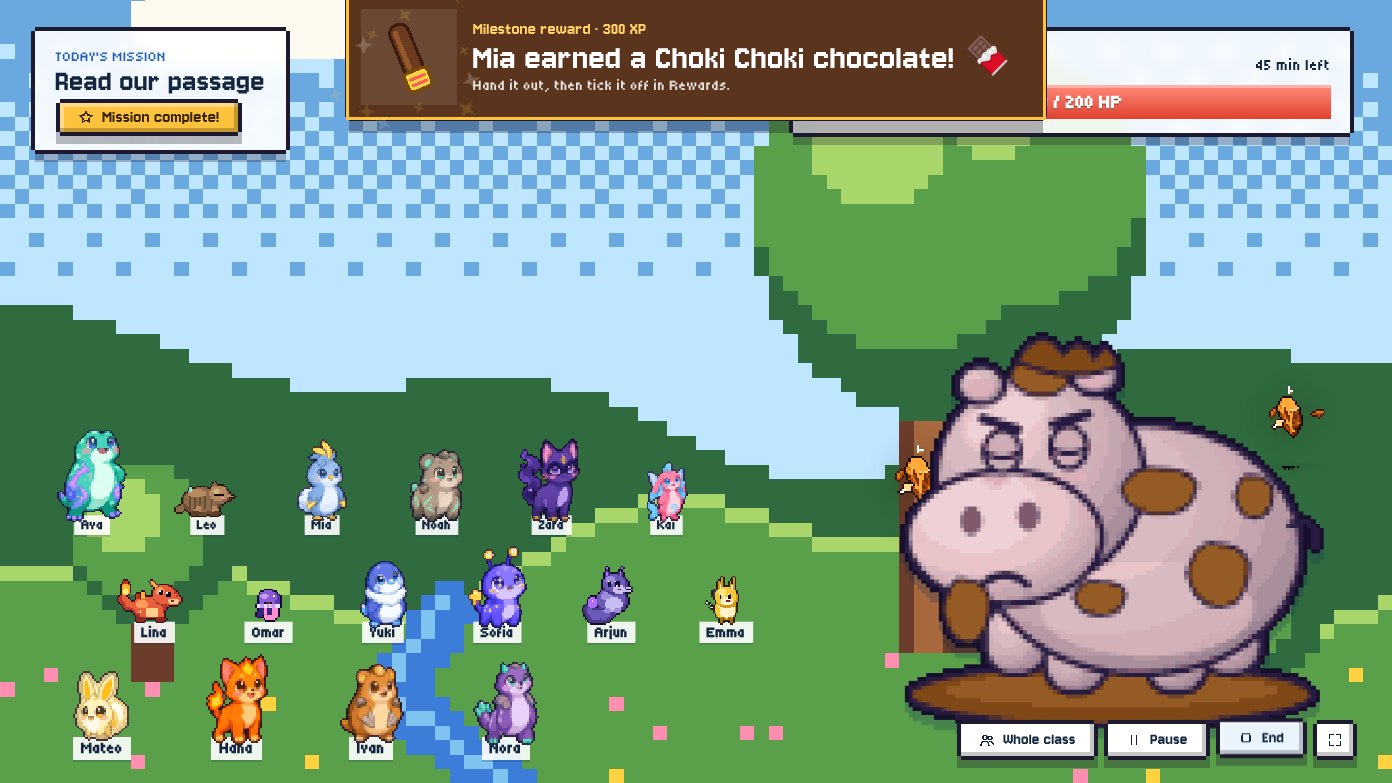 TODAY'S MISSION
Read our passage
Mission complete!
Milestone reward · 300 XP
Mia earned a Choki Choki chocolate!
Hand it out, then tick it off in Rewards.
45 min left
/ 200 HP
Ava
Leo
Mia
Noah
Zara
Kai
Lina
Omar
Yuki
Sofia
Arjun
Emma
Mateo
Hana
Ivan
Nora
Whole class
Pause
End